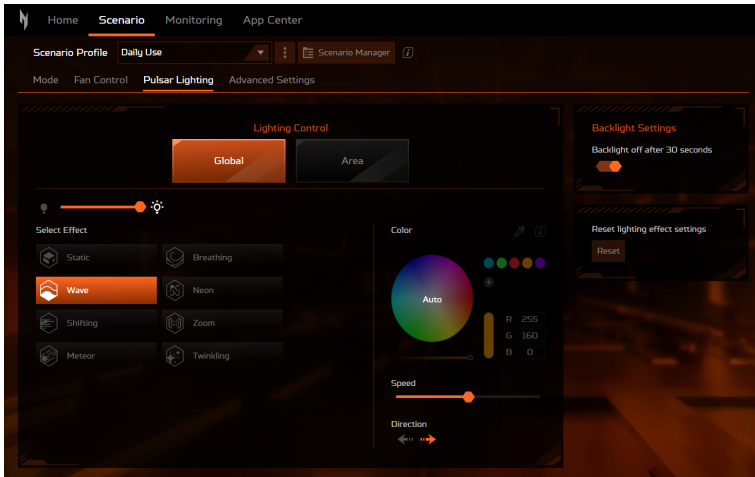 Home Scenario Monitoring App Center
Scenario Profile Daily Use Scenario Manager
Mode Fan Control Pulsar Lighting Advanced Settings
Lighting Control
Global Area
Select Effect
Static Breathing
Wave Neon
Shifting Zoom
Meteor Twinkling
Color
Auto
R 255
G 160
B 0
Speed
Direction
Backlight Settings
Backlight off after 30 seconds
Reset lighting effect settings
Reset